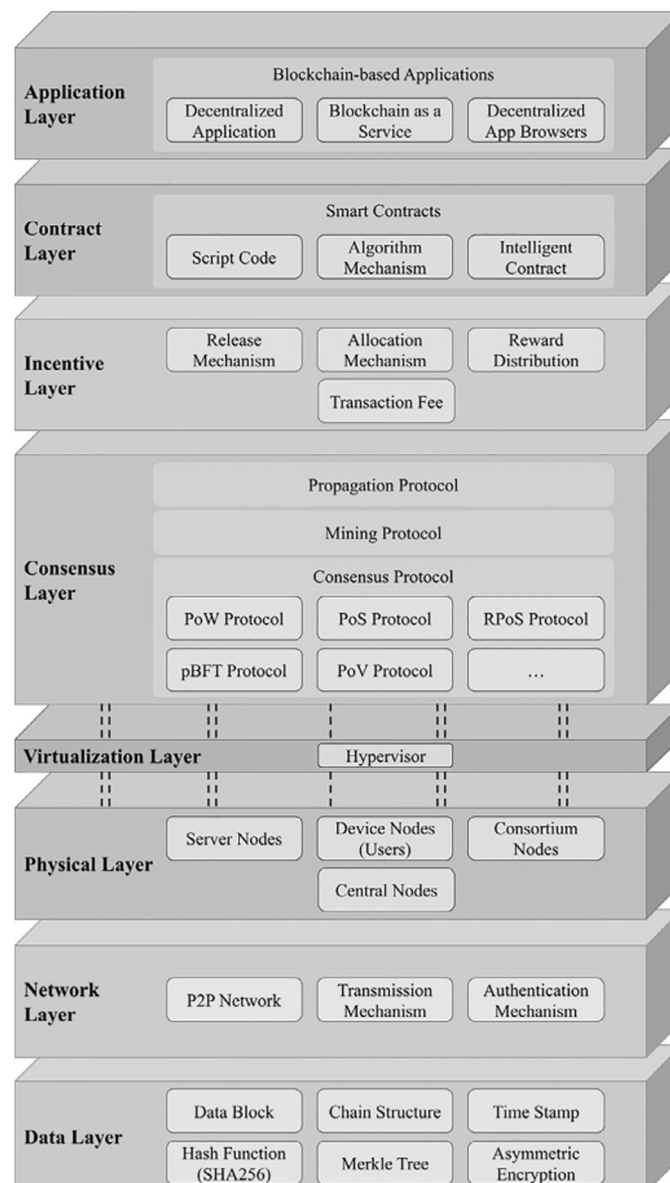 Blockchain-based Applications
Application
Layer
Decentralized
Application
Blockchain as a
Service
Decentralized
App Browsers
Smart Contracts
Contract
Layer
Script Code
Algorithm
Mechanism
Intelligent
Contract
Incentive
Layer
Release
Mechanism
Allocation
Mechanism
Reward
Distribution
Transaction Fee
Consensus
Layer
Propagation Protocol
Mining Protocol
Consensus Protocol
PoW Protocol
PoS Protocol
RPoS Protocol
pBFT Protocol
PoV Protocol
...
Virtualization Layer
Hypervisor
Physical Layer
Server Nodes
Device Nodes
(Users)
Consortium
Nodes
Central Nodes
Network
Layer
P2P Network
Transmission
Mechanism
Authentication
Mechanism
Data Layer
Data Block
Chain Structure
Time Stamp
Hash Function
(SHA256)
Merkle Tree
Asymmetric
Encryption